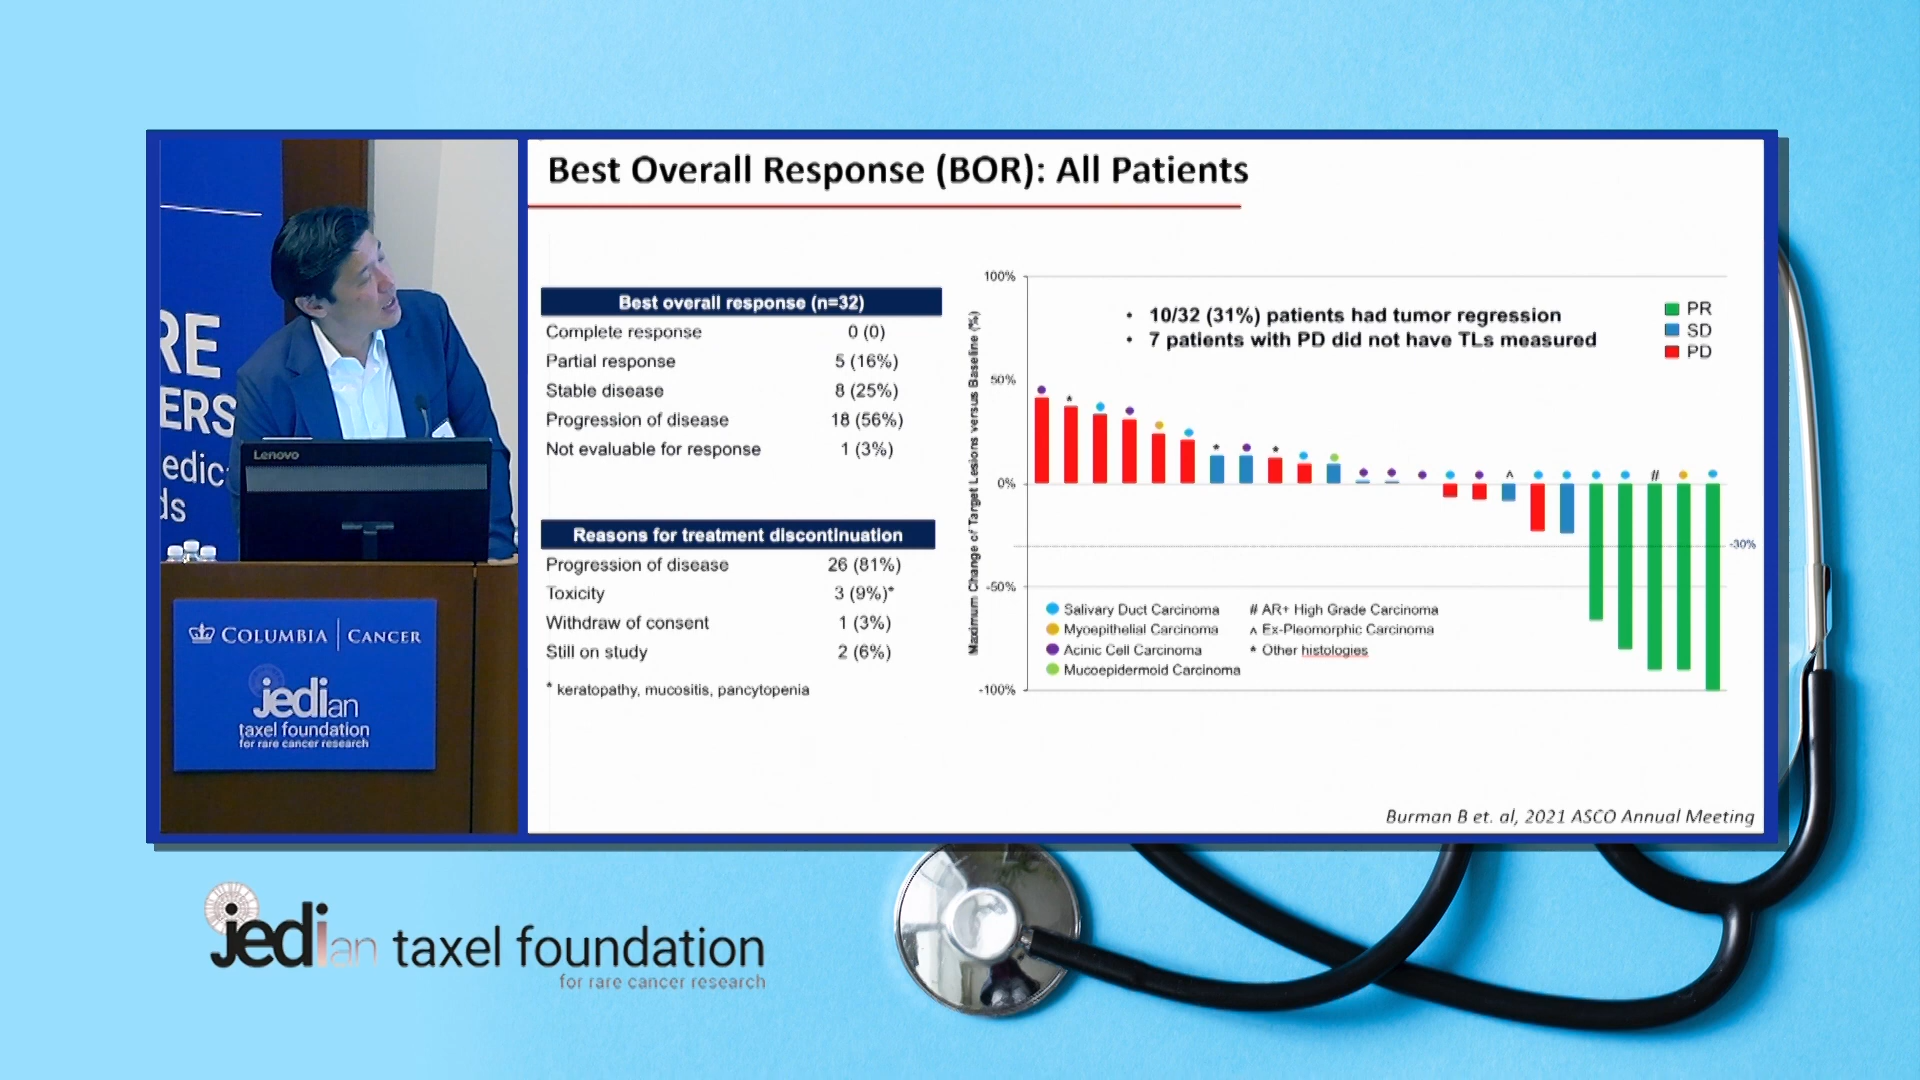 Best Overall Response (BOR): All Patients
Best overall response (n=32)
Complete response 0 (0)
Partial response 5 (16%)
Stable disease 8 (25%)
Progression of disease 18 (56%)
Not evaluable for response 1 (3%)
Reasons for treatment discontinuation
Progression of disease 26 (81%)
Toxicity 3 (9%)*
Withdraw of consent 1 (3%)
Still on study 2 (6%)
* keratopathy, mucositis, pancytopenia
Maximum Change of Target Lesions versus Baseline (%)
100%
50%
0%
-50%
-100%
• 10/32 (31%) patients had tumor regression
• 7 patients with PD did not have TLs measured
PR
SD
PD
* * * ^ #
-30%
Salivary Duct Carcinoma
Myoepithelial Carcinoma
Acinic Cell Carcinoma
Mucoepidermoid Carcinoma
# AR+ High Grade Carcinoma
^ Ex-Pleomorphic Carcinoma
* Other histologies
Burman B et. al, 2021 ASCO Annual Meeting
RE
ERS
edic
ds
Lenovo
COLUMBIA | CANCER
jedian
taxel foundation
for rare cancer research
jedian taxel foundation
for rare cancer research